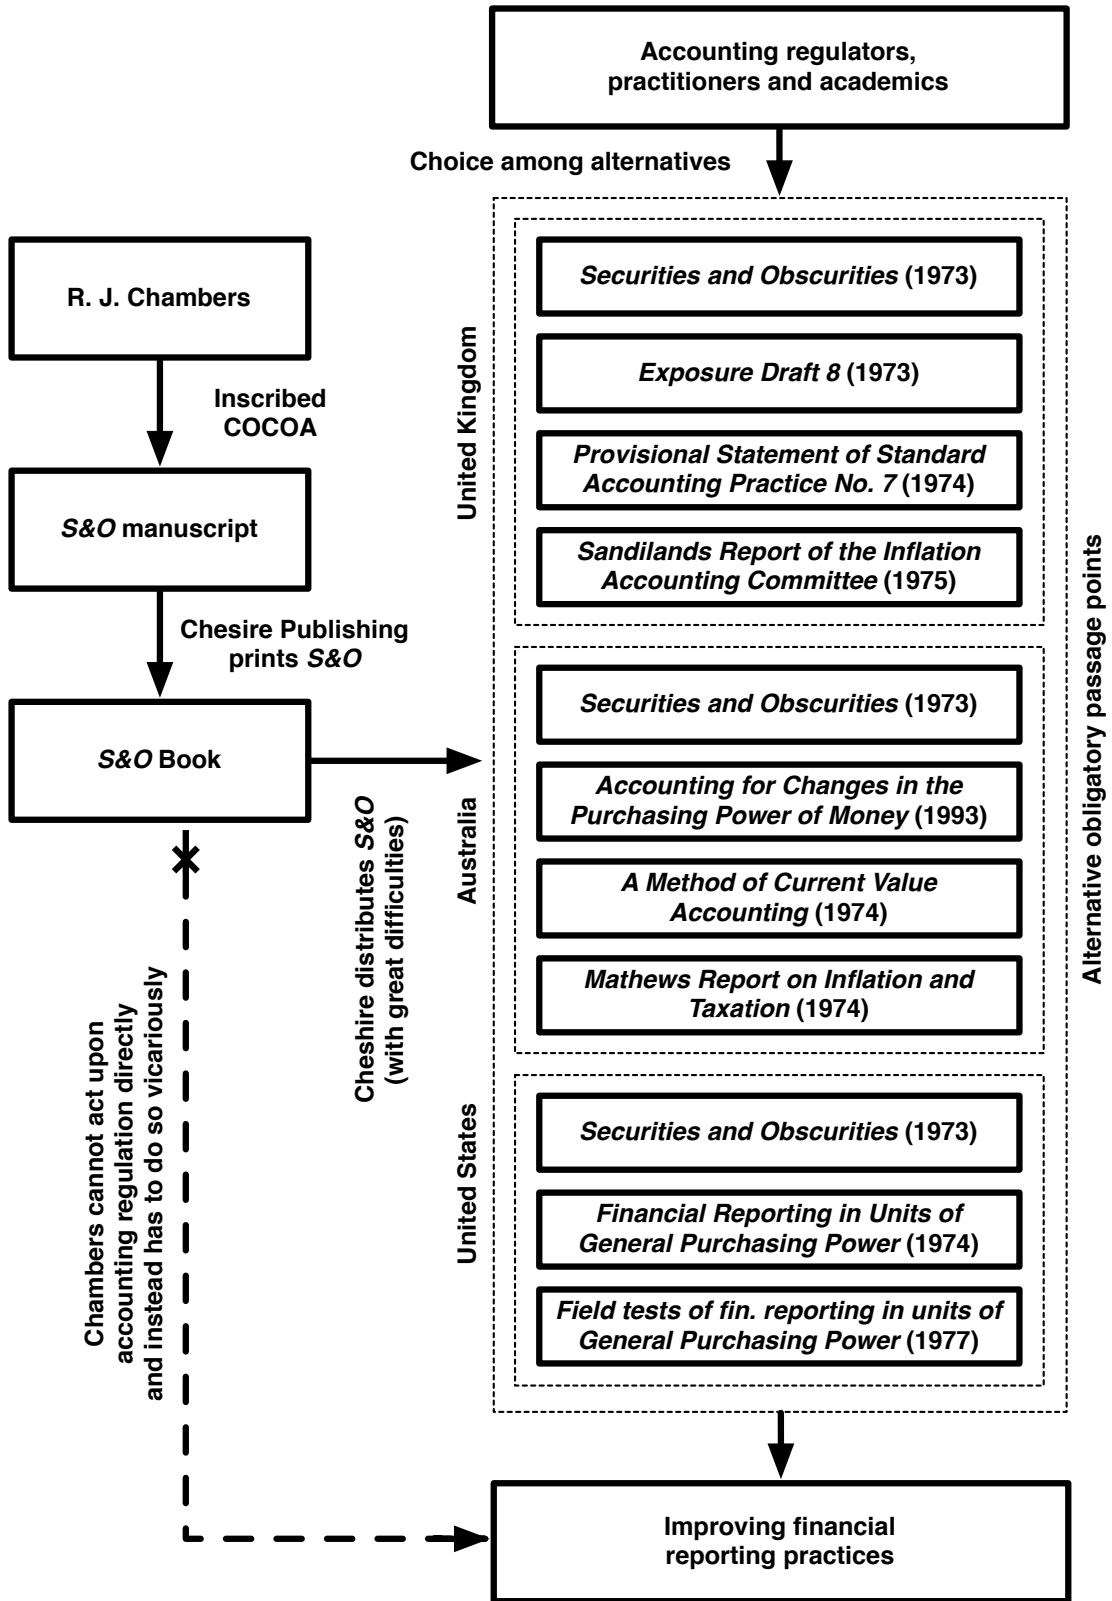 Accounting regulators,
practitioners and academics
Choice among alternatives
R. J. Chambers
Inscribed
COCOA
S&O manuscript
Chesire Publishing
prints S&O
S&O Book
Cheshire distributes S&O
(with great difficulties)
Chambers cannot act upon
accounting regulation directly
and instead has to do so vicariously
United Kingdom
Securities and Obscurities (1973)
Exposure Draft 8 (1973)
Provisional Statement of Standard
Accounting Practice No. 7 (1974)
Sandilands Report of the Inflation
Accounting Committee (1975)
Australia
Securities and Obscurities (1973)
Accounting for Changes in the
Purchasing Power of Money (1993)
A Method of Current Value
Accounting (1974)
Mathews Report on Inflation and
Taxation (1974)
United States
Securities and Obscurities (1973)
Financial Reporting in Units of
General Purchasing Power (1974)
Field tests of fin. reporting in units of
General Purchasing Power (1977)
Alternative obligatory passage points
Improving financial
reporting practices